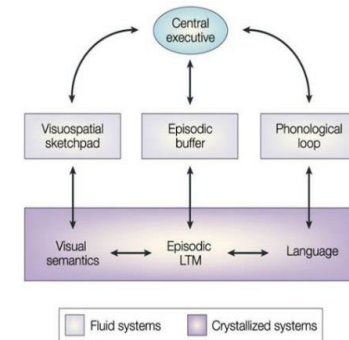 Central
executive
Visuospatial
sketchpad
Episodic
buffer
Phonological
loop
Visual
semantics
Episodic
LTM
Language
Fluid systems
Crystallized systems